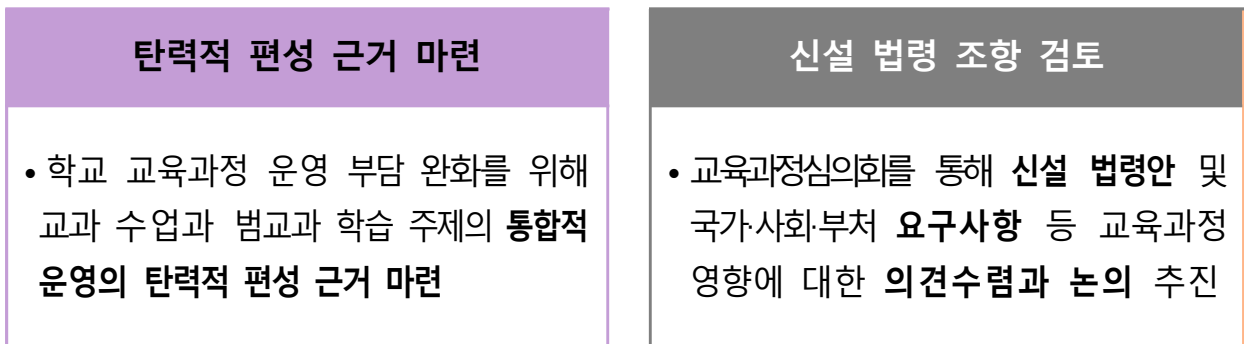 탄력적 편성 근거 마련
• 학교 교육과정 운영 부담 완화를 위해
교과 수업과 범교과 학습 주제의 통합적
운영의 탄력적 편성 근거 마련
신설 법령 조항 검토
• 교육과정심의회를 통해 신설 법령안 및
국가·사회·부처 요구사항 등 교육과정
영향에 대한 의견수렴과 논의 추진